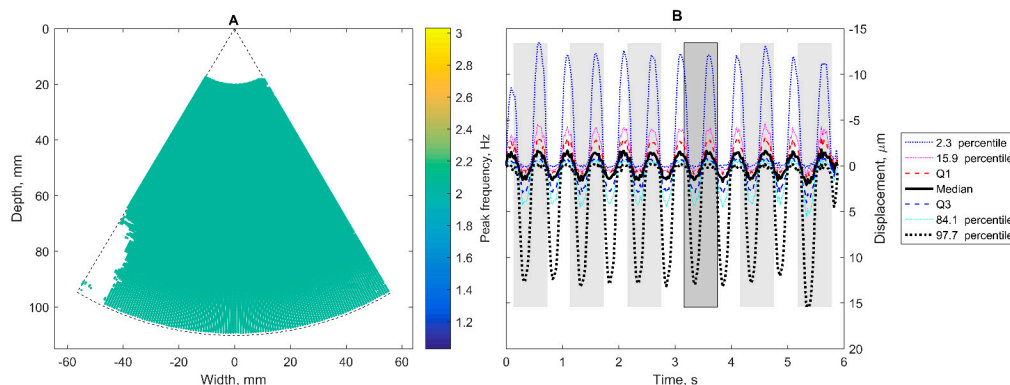 A
0
20
40
60
80
100
Depth, mm
-60
-40
-20
0
20
40
60
Width, mm
3
2.8
2.6
2.4
2.2
2
1.8
1.6
1.4
1.2
Peak frequency, Hz
B
-15
-10
-5
0
5
10
15
20
Displacement, μm
0
1
2
3
4
5
6
Time, s
2.3 percentile
15.9 percentile
Q1
Median
Q3
84.1 percentile
97.7 percentile